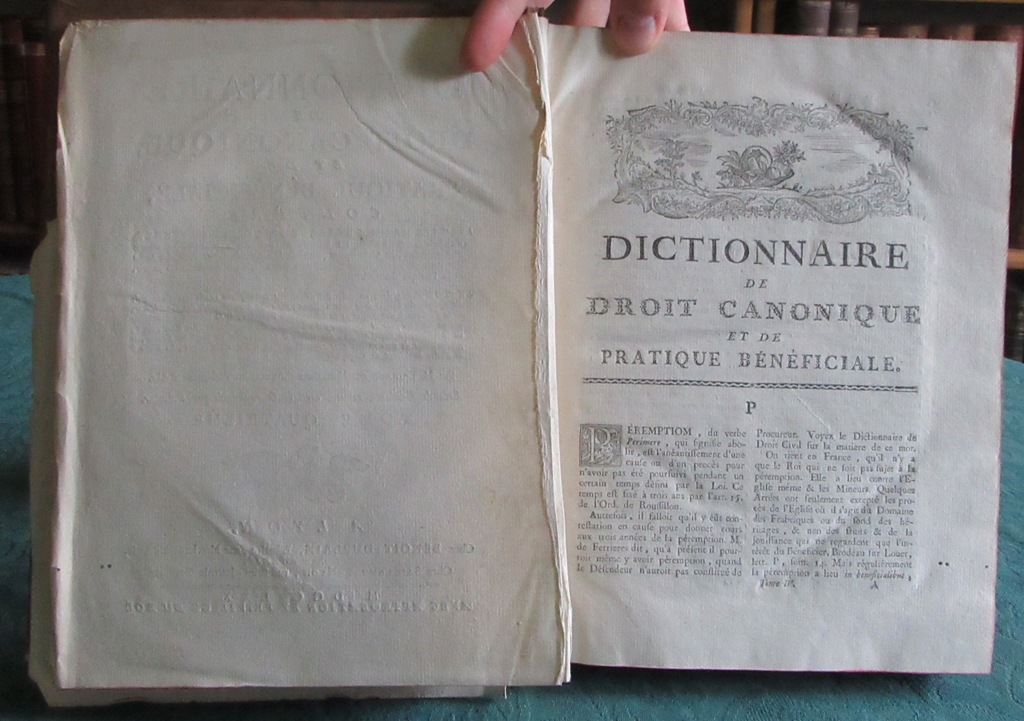 DICTIONNAIRE
DE
DROIT CANONIQUE
ET DE
PRATIQUE BÉNÉFICIALE.
P
PÉREMPTIOM, du verbe
Perimere, qui signifie abo-
lir, est l'anéantissement d'une
cause ou d'un procès pour
n'avoir pas été poursuivi pendant un
certain temps défini par la Loi. Ce
temps est fixé à trois ans par l'art. 15.
de l'Ord. de Roussillon.
Autrefois, il falloit qu'il y eût con-
testation en cause pour donner cours
aux trois années de la péremption. M.
de Ferrieres dit, qu'à présent il pour-
roit même y avoir péremption, quand
le Défendeur n'auroit pas constitué de
Procureur. Voyez le Dictionnaire de
Droit Civil sur la matiere de ce mot.
On tient en France, qu'il n'y a
que le Roi qui ne soit pas sujet à la
péremption. Elle a lieu contre l'E-
glise même & les Mineurs. Quelques
Arrêts ont seulement excepté les pro-
cès de l'Eglise où il s'agit du Domaine
des Fabriques ou du fond des hé-
ritages, & non des fruits & de la
jouissance qui ne regardent que l'in-
térêt du Bénéficier, Brodeau sur Louet,
lett. P, som. 14. Mais régulièrement
la péremption a lieu in beneficialibus;
Tome IV. A